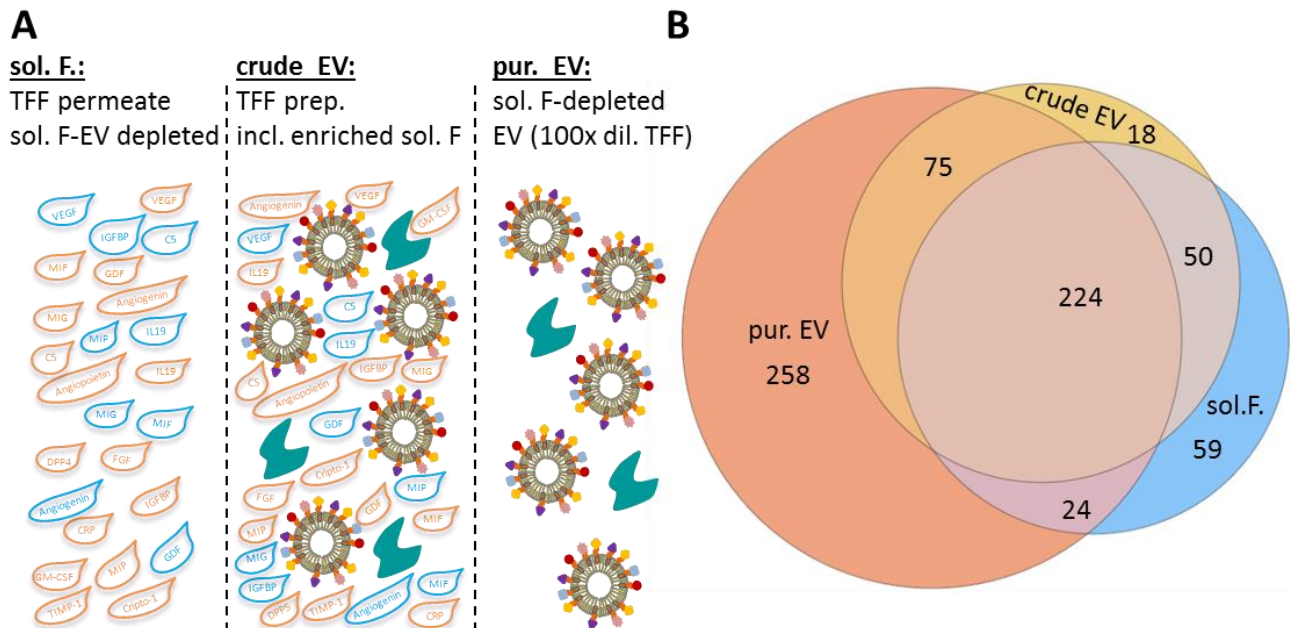 A
B
sol. F.:
TFF permeate
sol. F-EV depleted
crude EV:
TFF prep.
incl. enriched sol. F
pur. EV:
sol. F-depleted
EV (100x dil. TFF)
VEGF
VEGF
IGFBP
C5
MIF
GDF
Angiogenin
MIG
MIP
IL19
C5
Angiopoietin
IL19
MIG
MIF
DPP4
FGF
Angiogenin
IGFBP
CRP
GDF
GM-CSF
MIP
TIMP-1
Cripto-1
Angiogenin
VEGF
GM-CSF
VEGF
IL19
C5
IL19
C5
Angiopoietin
IGFBP
MIG
GDF
Cripto-1
FGF
GDF
MIP
MIP
MIF
MIG
IGFBP
DPP5
TIMP-1
Angiogenin
MIF
CRP
crude EV
18
75
50
224
pur. EV
258
sol.F.
59
24